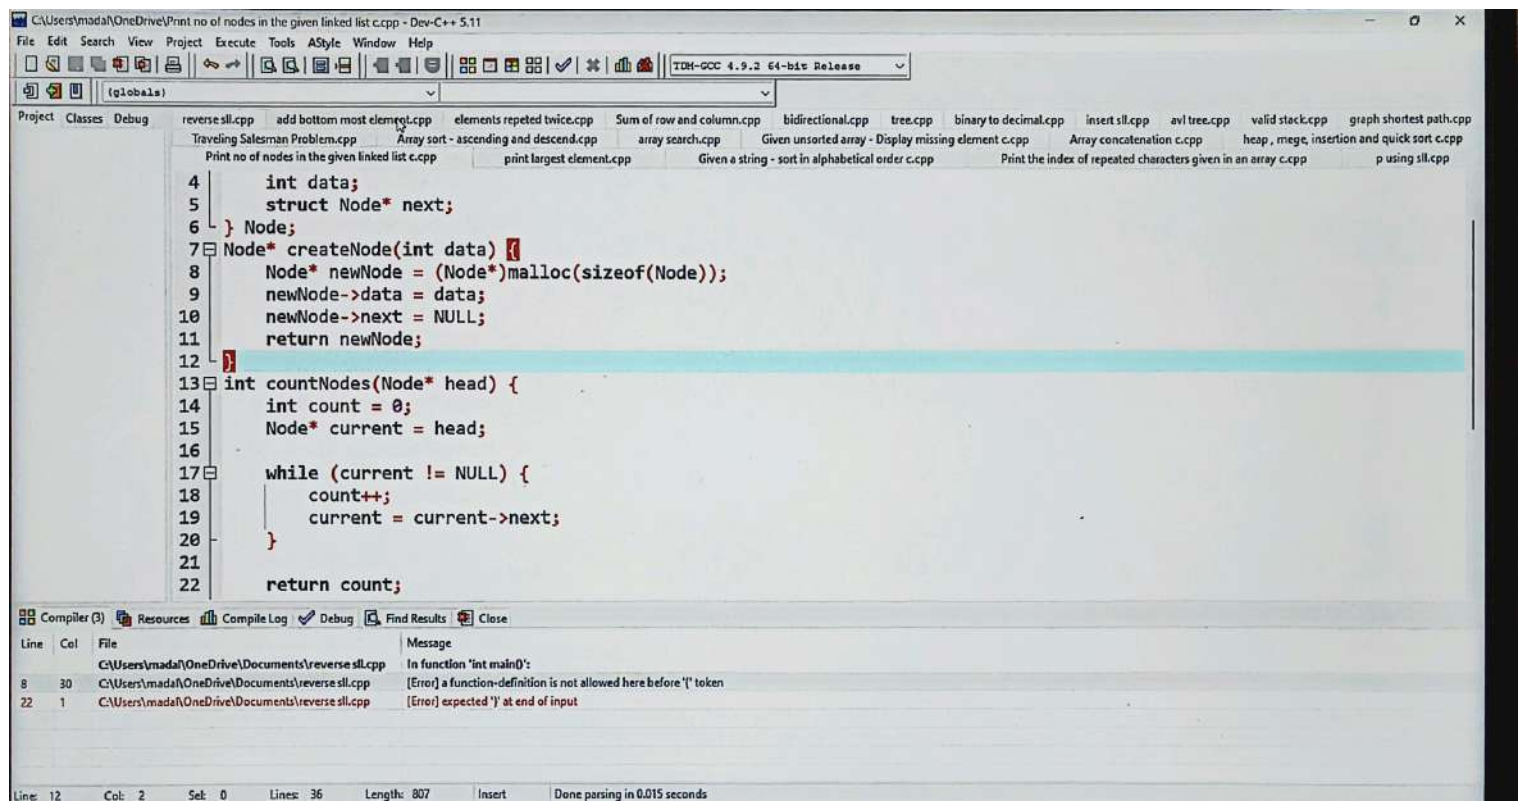 C:\Users\madal\OneDrive\Print no of nodes in the given linked list c.cpp - Dev-C++ 5.11
File Edit Search View Project Execute Tools AStyle Window Help
TDM-GCC 4.9.2 64-bit Release
(globals)
Project Classes Debug
reverse sll.cpp add bottom most element.cpp elements repeted twice.cpp Sum of row and column.cpp bidirectional.cpp tree.cpp binary to decimal.cpp insert sll.cpp avl tree.cpp valid stack.cpp graph shortest path.cpp
Traveling Salesman Problem.cpp Array sort - ascending and descend.cpp array search.cpp Given unsorted array - Display missing element c.cpp Array concatenation c.cpp heap , mege, insertion and quick sort c.cpp
Print no of nodes in the given linked list c.cpp print largest element.cpp Given a string - sort in alphabetical order c.cpp Print the index of repeated characters given in an array c.cpp p using sll.cpp
4 int data;
5 struct Node* next;
6 } Node;
7 Node* createNode(int data) {
8 Node* newNode = (Node*)malloc(sizeof(Node));
9 newNode->data = data;
10 newNode->next = NULL;
11 return newNode;
12 }
13 int countNodes(Node* head) {
14 int count = 0;
15 Node* current = head;
16
17 while (current != NULL) {
18 count++;
19 current = current->next;
20 }
21
22 return count;
Compiler (3) Resources Compile Log Debug Find Results Close
Line Col File Message
C:\Users\madal\OneDrive\Documents\reverse sll.cpp In function 'int main()':
8 30 C:\Users\madal\OneDrive\Documents\reverse sll.cpp [Error] a function-definition is not allowed here before '{' token
22 1 C:\Users\madal\OneDrive\Documents\reverse sll.cpp [Error] expected '}' at end of input
Line: 12 Col: 2 Sel: 0 Lines: 36 Length: 807 Insert Done parsing in 0.015 seconds